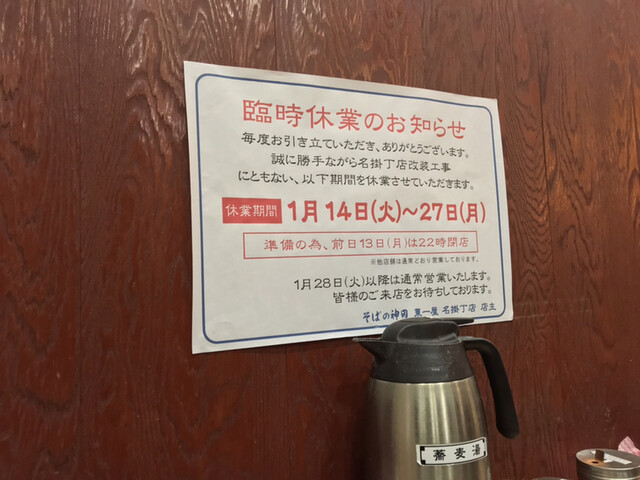 臨時休業のお知らせ
毎度お引き立ていただき、ありがとうございます。
誠に勝手ながら名掛丁店改装工事
にともない、以下期間を休業させていただきます。
休業期間 1月14日(火)〜27日(月)
準備の為、前日13日(月)は22時閉店
※他店舗は通常どおり営業しております。
1月28日(火)以降は通常営業いたします。
皆様のご来店をお待ちしております。
そばの神田 東一屋 名掛丁店 店主
蕎麦湯